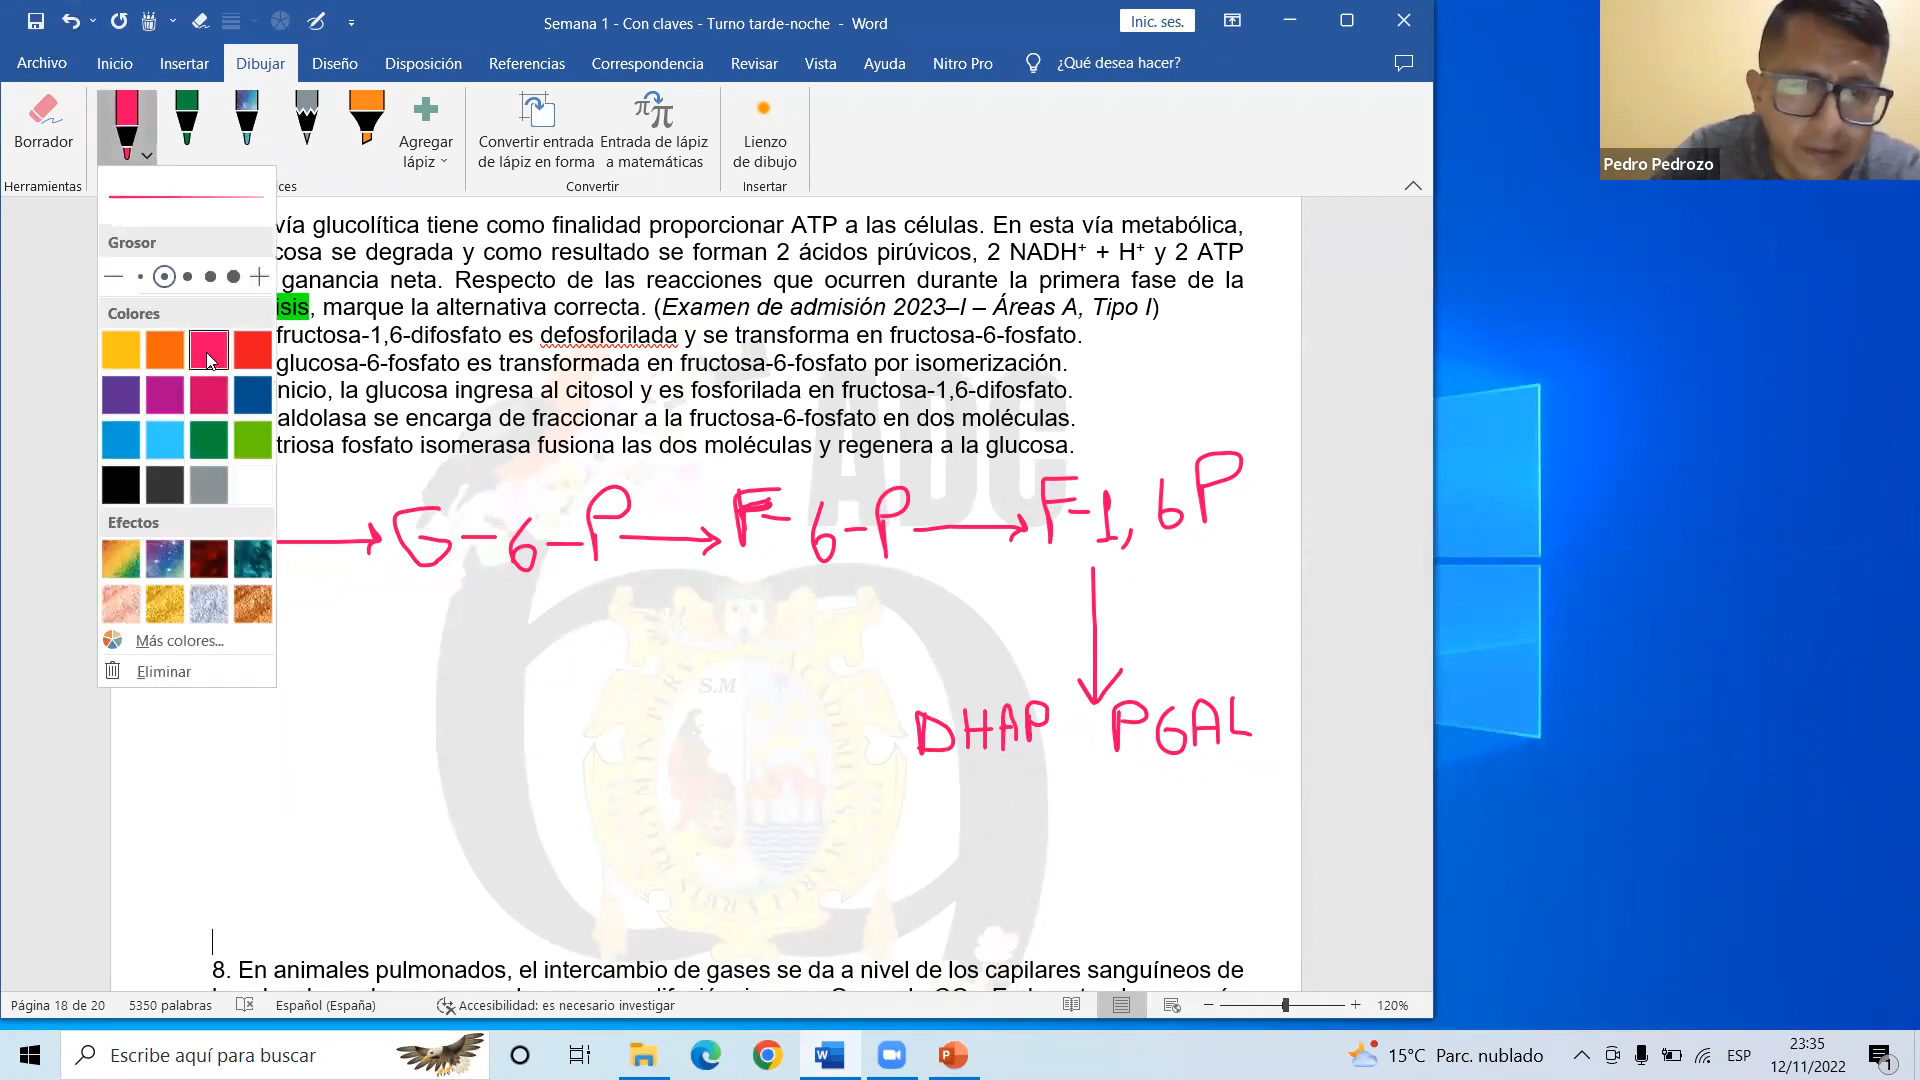 Semana 1 - Con claves - Turno tarde-noche - Word
Inic. ses.
Archivo Inicio Insertar Dibujar Diseño Disposición Referencias Correspondencia Revisar Vista Ayuda Nitro Pro ¿Qué desea hacer?
Borrador
Agregar lápiz
Convertir entrada de lápiz en forma
Entrada de lápiz a matemáticas
Lienzo de dibujo
Herramientas
ices
Convertir
Insertar
Pedro Pedrozo
Grosor
Colores
Efectos
Más colores...
Eliminar
vía glucolítica tiene como finalidad proporcionar ATP a las células. En esta vía metabólica,
cosa se degrada y como resultado se forman 2 ácidos pirúvicos, 2 NADH⁺ + H⁺ y 2 ATP
ganancia neta. Respecto de las reacciones que ocurren durante la primera fase de la
isis, marque la alternativa correcta. (Examen de admisión 2023–I – Áreas A, Tipo I)
fructosa-1,6-difosfato es defosforilada y se transforma en fructosa-6-fosfato.
glucosa-6-fosfato es transformada en fructosa-6-fosfato por isomerización.
nicio, la glucosa ingresa al citosol y es fosforilada en fructosa-1,6-difosfato.
aldolasa se encarga de fraccionar a la fructosa-6-fosfato en dos moléculas.
triosa fosfato isomerasa fusiona las dos moléculas y regenera a la glucosa.
ADC
G-6-P → F-6-P → F-1,6P
DHAP PGAL
S.M
8. En animales pulmonados, el intercambio de gases se da a nivel de los capilares sanguíneos de
Página 18 de 20 5350 palabras Español (España) Accesibilidad: es necesario investigar 120%
Escribe aquí para buscar
15°C Parc. nublado
ESP
23:35
12/11/2022
1